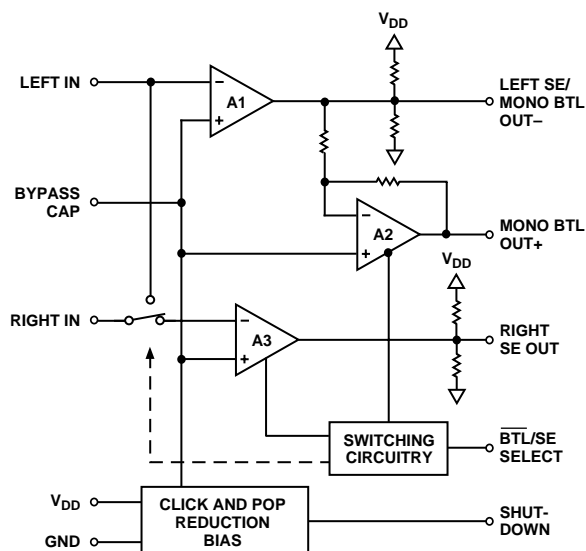 V_DD
LEFT IN
−
A1
+
LEFT SE/
MONO BTL
OUT–
BYPASS
CAP
−
A2
+
MONO BTL
OUT+
V_DD
RIGHT IN
−
A3
+
RIGHT
SE OUT
SWITCHING
CIRCUITRY
B̅T̅L̅/SE
SELECT
V_DD
GND
CLICK AND POP
REDUCTION
BIAS
SHUT-
DOWN